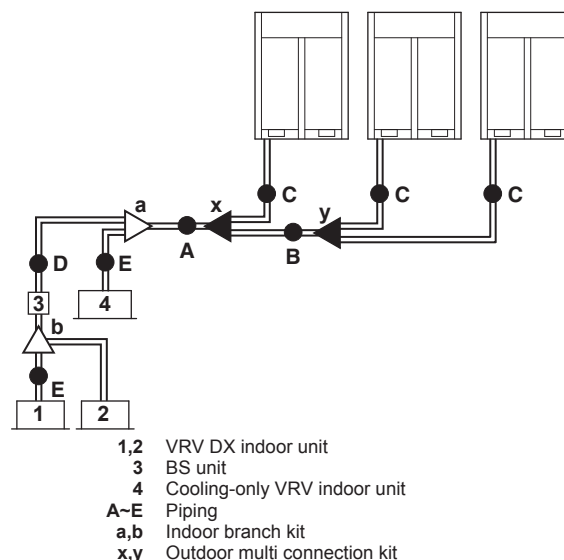 C
C
C
a
x
y
A
B
D
E
3
4
b
E
1
2
1,2 VRV DX indoor unit
3 BS unit
4 Cooling-only VRV indoor unit
A~E Piping
a,b Indoor branch kit
x,y Outdoor multi connection kit